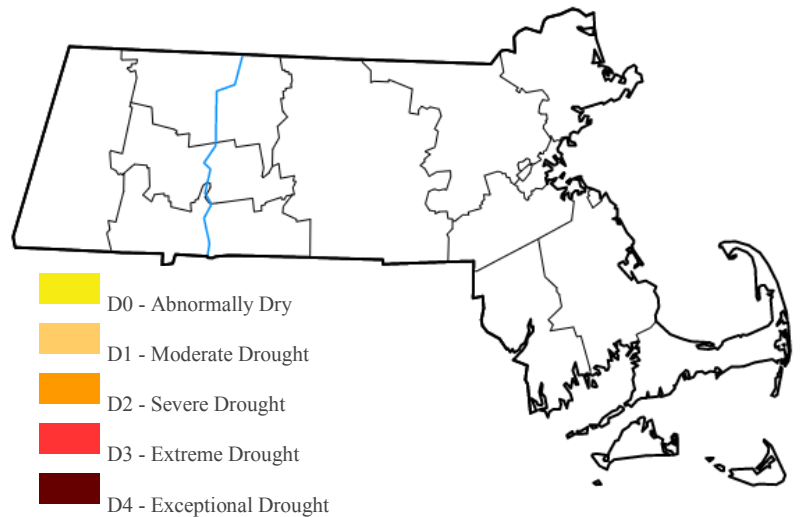 D0 - Abnormally Dry
D1 - Moderate Drought
D2 - Severe Drought
D3 - Extreme Drought
D4 - Exceptional Drought